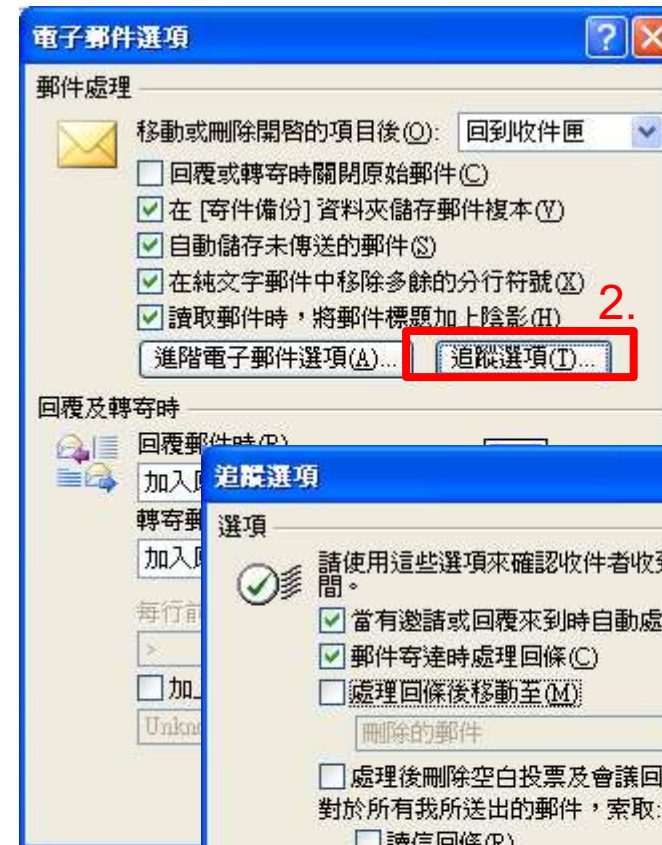 電子郵件選項
郵件處理
移動或刪除開啓的項目後(O): 回到收件匣
回覆或轉寄時關閉原始郵件(C)
在 [寄件備份] 資料夾儲存郵件複本(Y)
自動儲存未傳送的郵件(S)
在純文字郵件中移除多餘的分行符號(X)
讀取郵件時，將郵件標題加上陰影(H)
2.
進階電子郵件選項(A)... 追蹤選項(T)...
回覆及轉寄時
回覆郵件時(R)
加入
追蹤選項
轉寄郵
選項
加入
請使用這些選項來確認收件者收到
間。
每行前
當有邀請或回覆來到時自動處
>
郵件寄達時處理回條(C)
加上
處理回條後移動至(M)
Unkno
刪除的郵件
處理後刪除空白投票及會議回
對於所有我所送出的郵件，索取:
讀信回條(R)